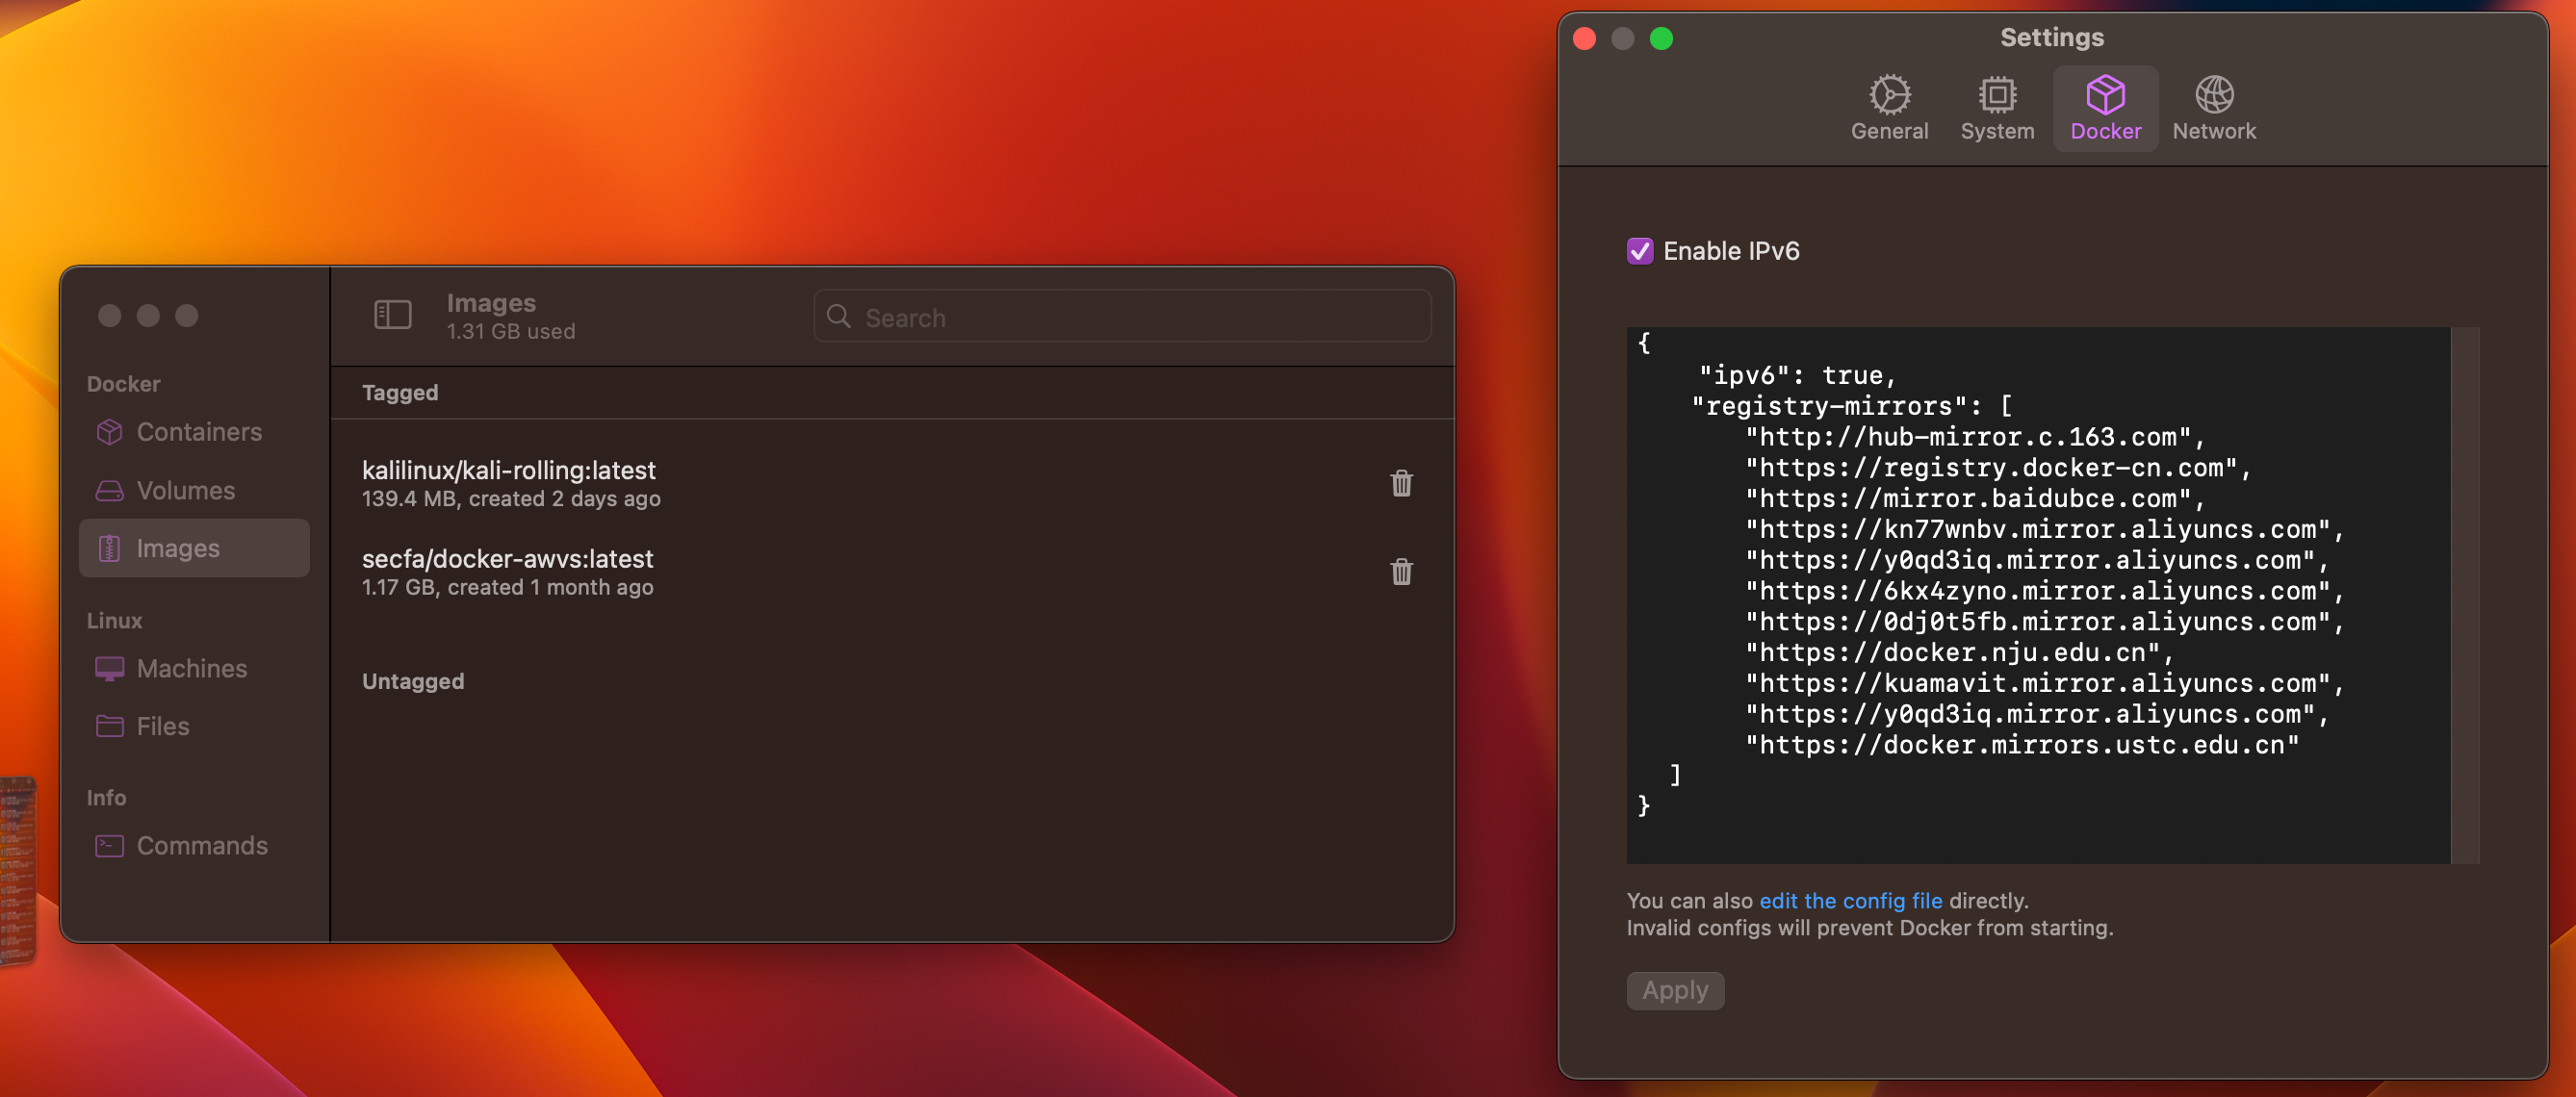 Docker
Containers
Volumes
Images
Linux
Machines
Files
Info
Commands
Images
1.31 GB used
Search
Tagged
kalilinux/kali-rolling:latest
139.4 MB, created 2 days ago
secfa/docker-awvs:latest
1.17 GB, created 1 month ago
Untagged
Settings
General
System
Docker
Network
Enable IPv6
{
"ipv6": true,
"registry-mirrors": [
"http://hub-mirror.c.163.com",
"https://registry.docker-cn.com",
"https://mirror.baidubce.com",
"https://kn77wnbv.mirror.aliyuncs.com",
"https://y0qd3iq.mirror.aliyuncs.com",
"https://6kx4zyno.mirror.aliyuncs.com",
"https://0dj0t5fb.mirror.aliyuncs.com",
"https://docker.nju.edu.cn",
"https://kuamavit.mirror.aliyuncs.com",
"https://y0qd3iq.mirror.aliyuncs.com",
"https://docker.mirrors.ustc.edu.cn"
]
}
You can also edit the config file directly.
Invalid configs will prevent Docker from starting.
Apply